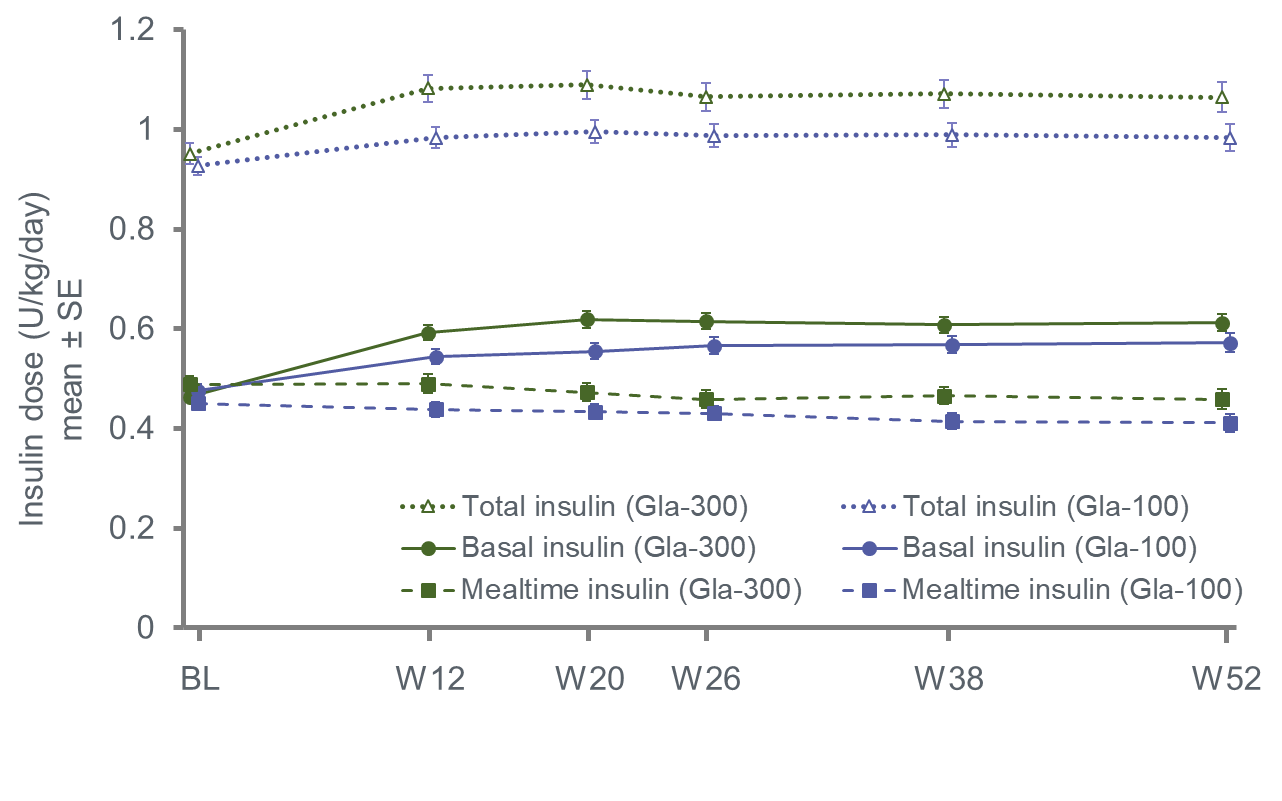 1.2
1
0.8
0.6
0.4
0.2
0
Insulin dose (U/kg/day)
mean ± SE
Total insulin (Gla-300)
Total insulin (Gla-100)
Basal insulin (Gla-300)
Basal insulin (Gla-100)
Mealtime insulin (Gla-300)
Mealtime insulin (Gla-100)
BL
W12
W20
W26
W38
W52